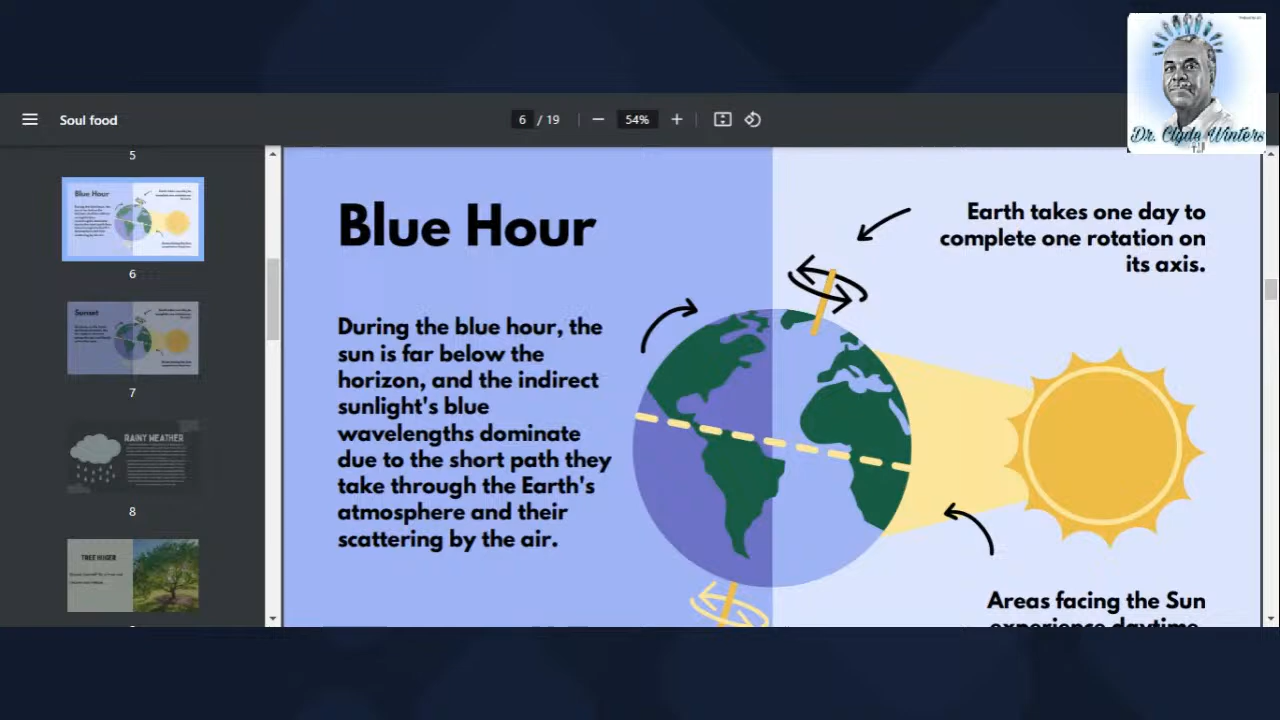 Dr. Clyde Winters
Soul food
6 / 19
54%
5
Blue Hour
6
Sunset
7
RAINY WEATHER
8
TREE HUGER
Blue Hour
During the blue hour, the
sun is far below the
horizon, and the indirect
sunlight's blue
wavelengths dominate
due to the short path they
take through the Earth's
atmosphere and their
scattering by the air.
Earth takes one day to
complete one rotation on
its axis.
Areas facing the Sun
experience daytime